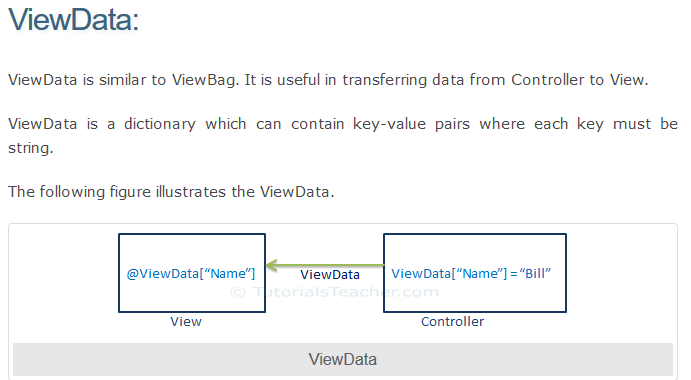 ViewData:
ViewData is similar to ViewBag. It is useful in transferring data from Controller to View.
ViewData is a dictionary which can contain key-value pairs where each key must be
string.
The following figure illustrates the ViewData.
@ViewData[“Name”]
ViewData
ViewData[“Name”] =“Bill”
© TutorialsTeacher.com
View
Controller
ViewData